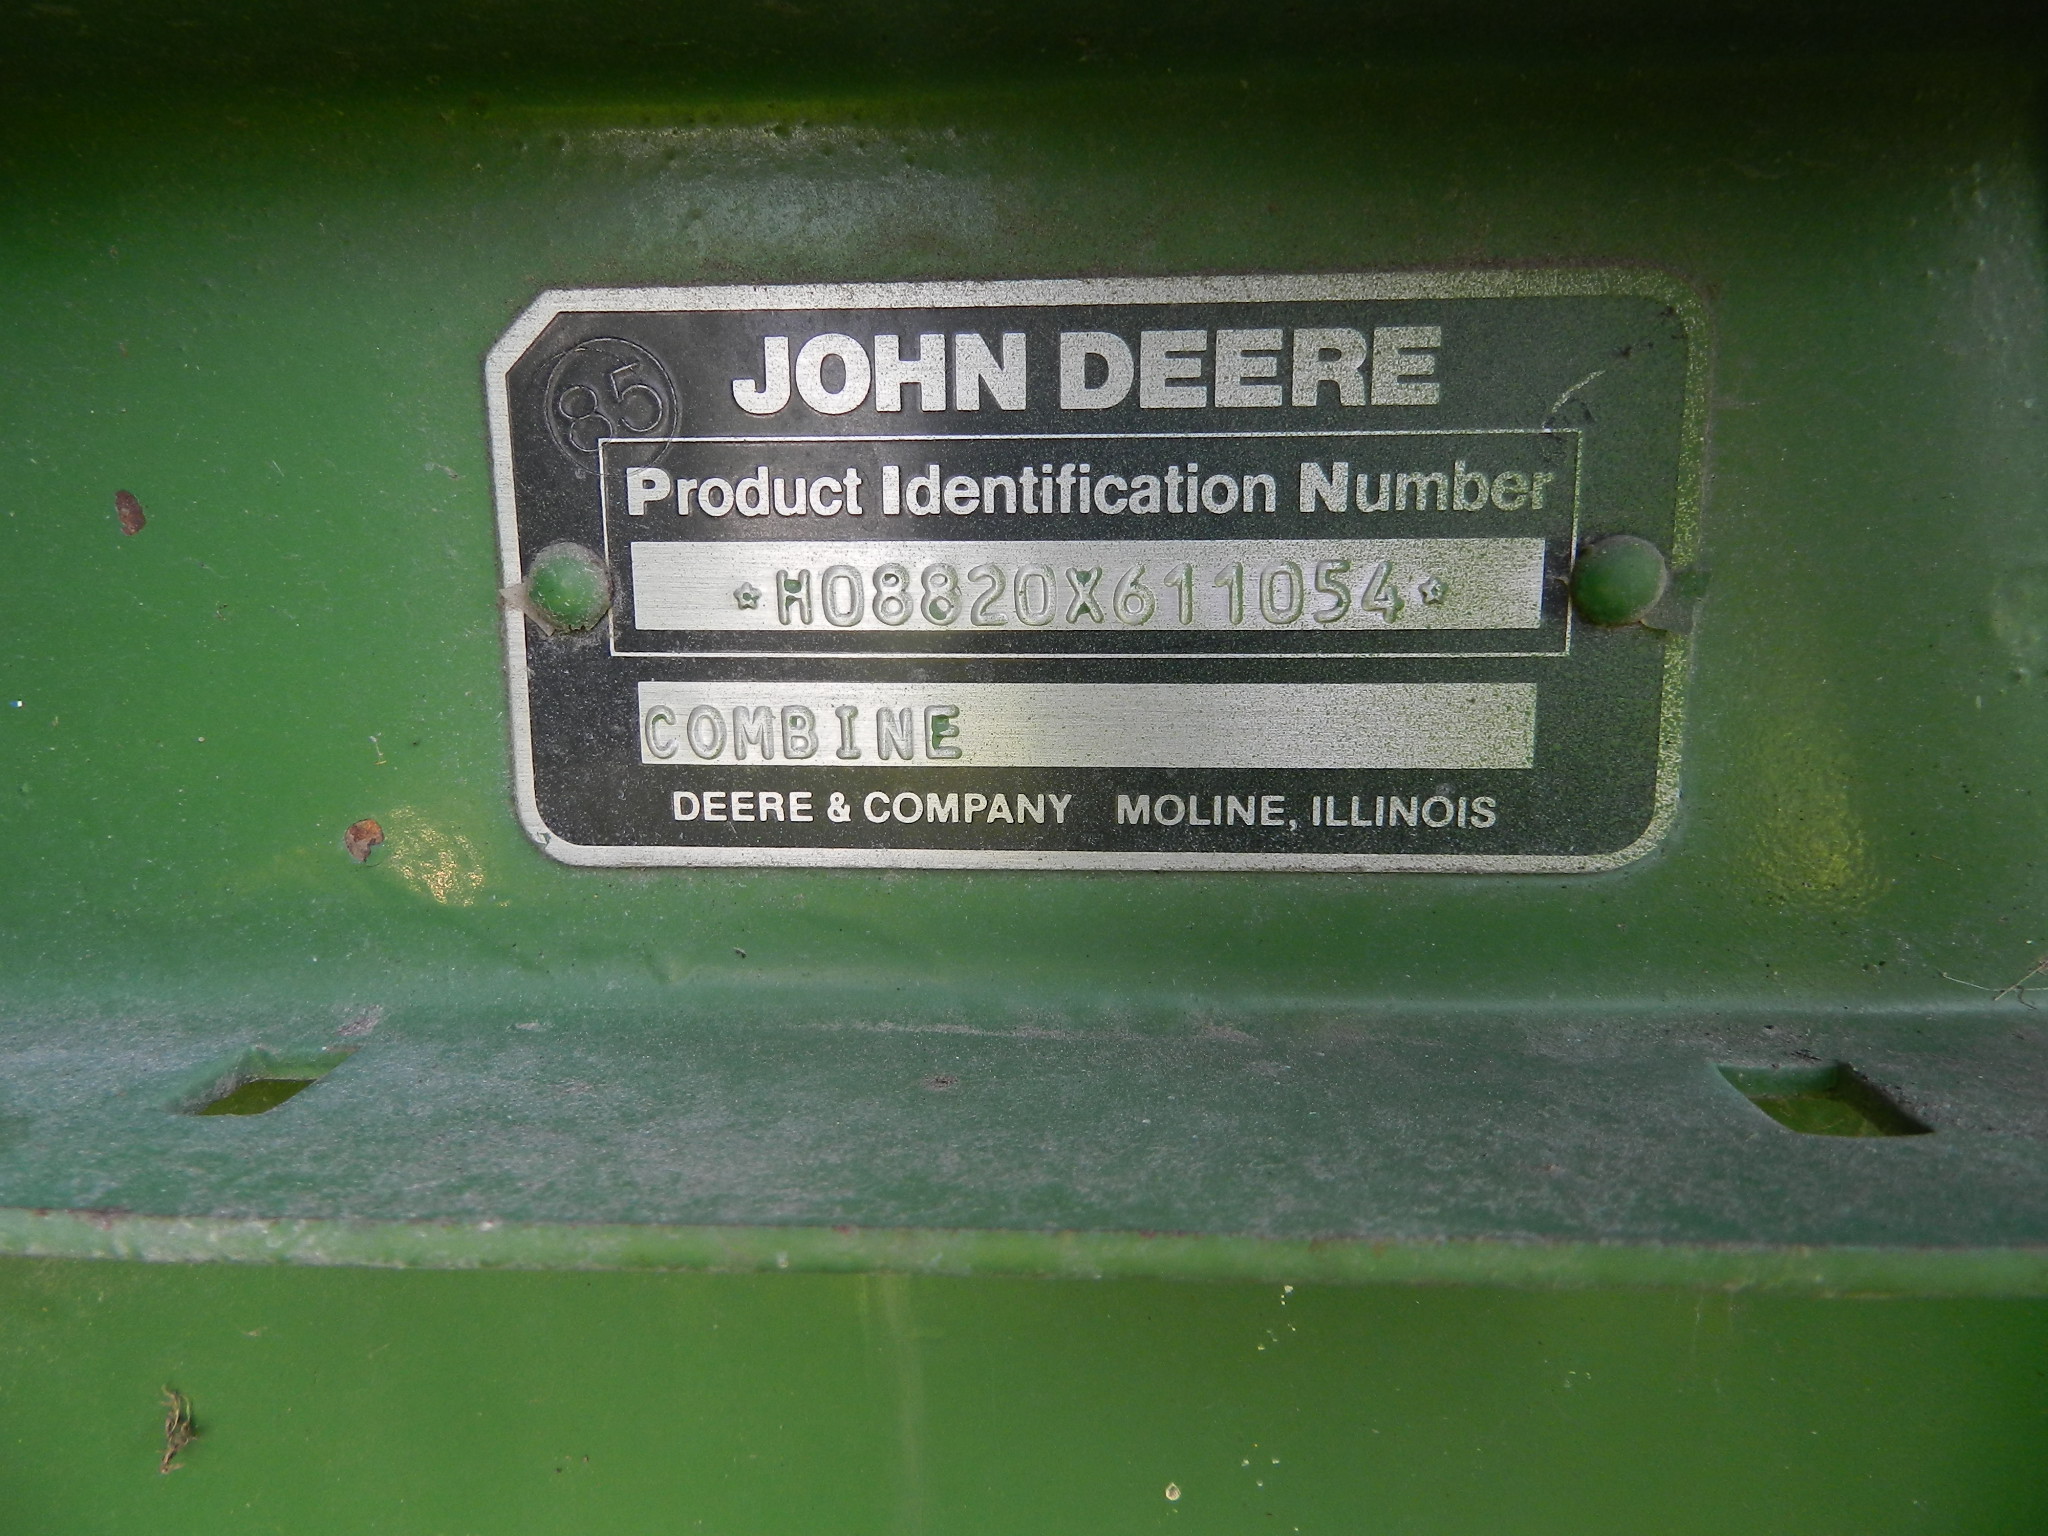 85
JOHN DEERE
Product Identification Number
*H08820X611054*
COMBINE
DEERE & COMPANY MOLINE, ILLINOIS